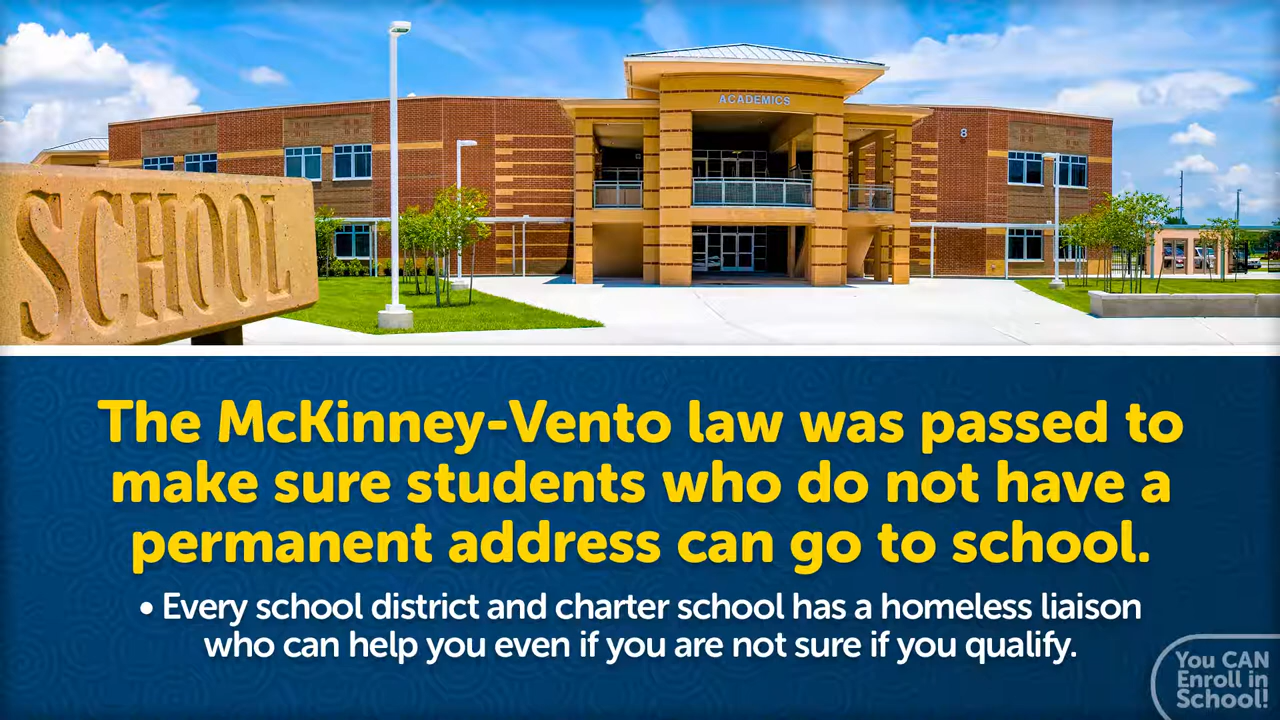 ACADEMICS
8
SCHOOL
The McKinney-Vento law was passed to
make sure students who do not have a
permanent address can go to school.
• Every school district and charter school has a homeless liaison
who can help you even if you are not sure if you qualify.
You CAN
Enroll in
School!